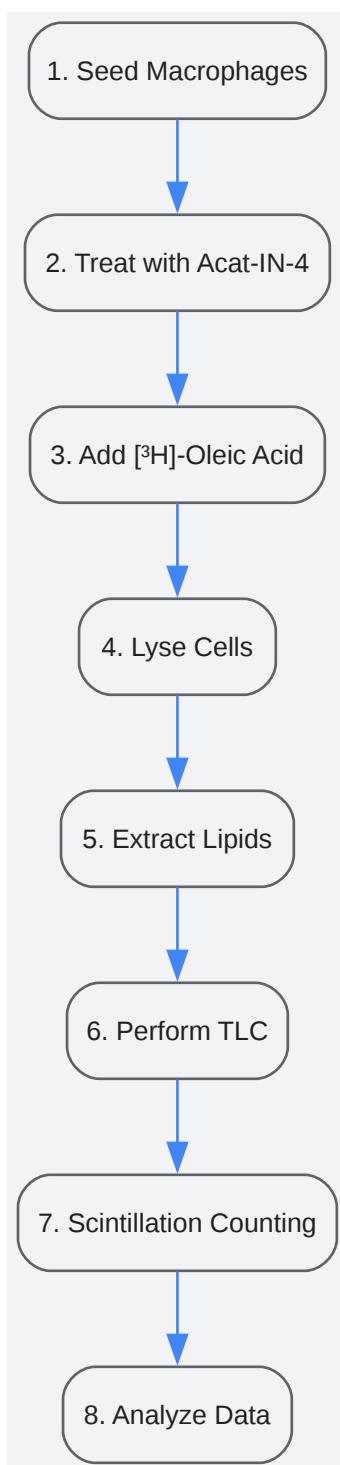 1. Seed Macrophages
2. Treat with Acat-IN-4
3. Add [³H]-Oleic Acid
4. Lyse Cells
5. Extract Lipids
6. Perform TLC
7. Scintillation Counting
8. Analyze Data